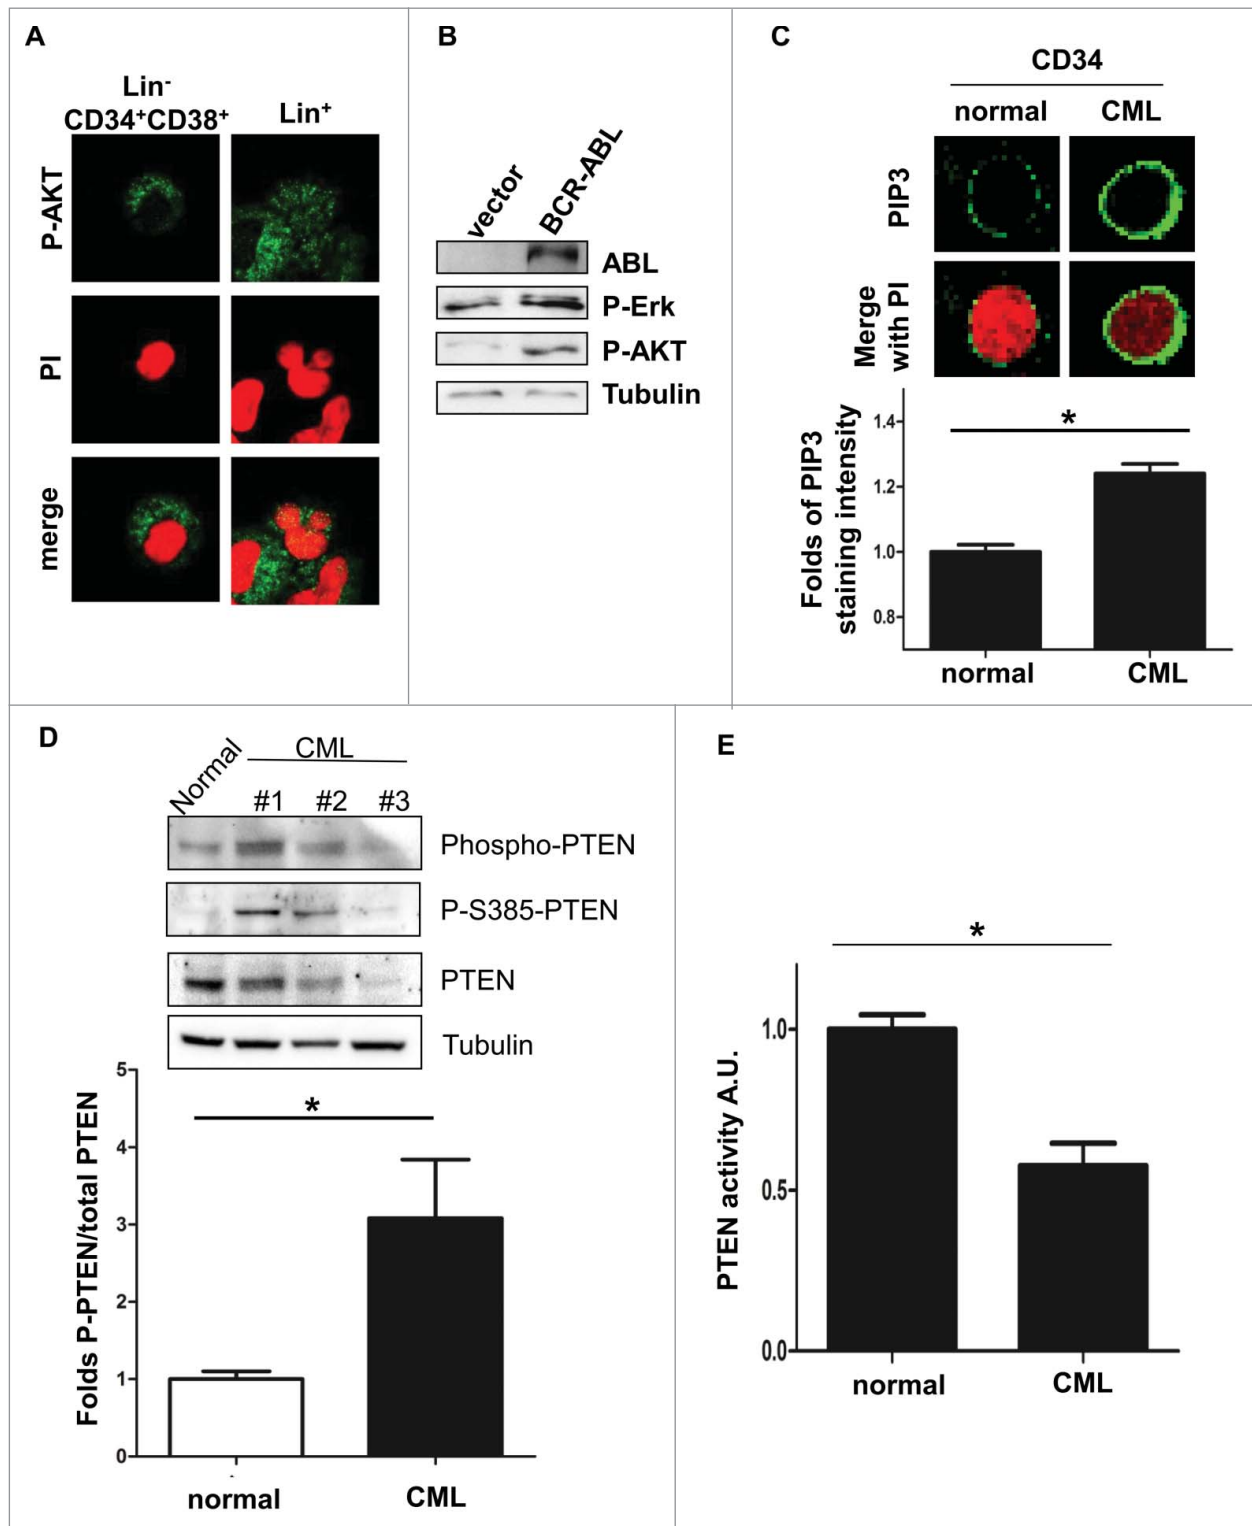 A
Lin-
CD34+CD38+
Lin+
P-AKT
PI
merge
B
vector
BCR-ABL
ABL
P-Erk
P-AKT
Tubulin
C
CD34
normal
CML
PIP3
Merge
with PI
Folds of PIP3
staining intensity
1.4
1.2
1.0
0.8
*
normal
CML
D
Normal
CML
#1
#2
#3
Phospho-PTEN
P-S385-PTEN
PTEN
Tubulin
Folds P-PTEN/total PTEN
5
4
3
2
1
0
*
normal
CML
E
PTEN activity A.U.
1.0
0.5
0.0
*
normal
CML